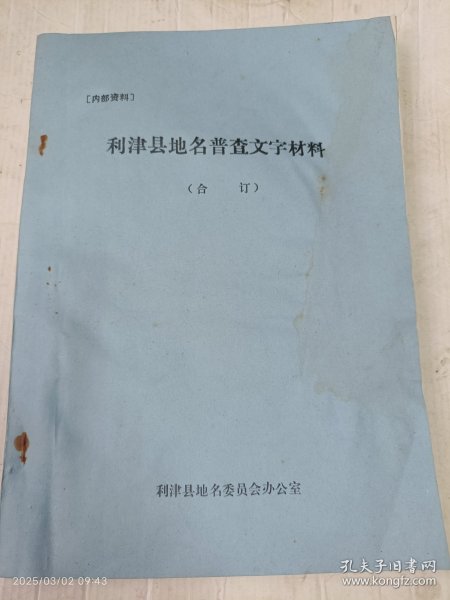 ［内部资料］
利津县地名普查文字材料
（合 订）
利津县地名委员会办公室
2025/03/02 09:43
孔夫子旧书网
www.kongfz.com